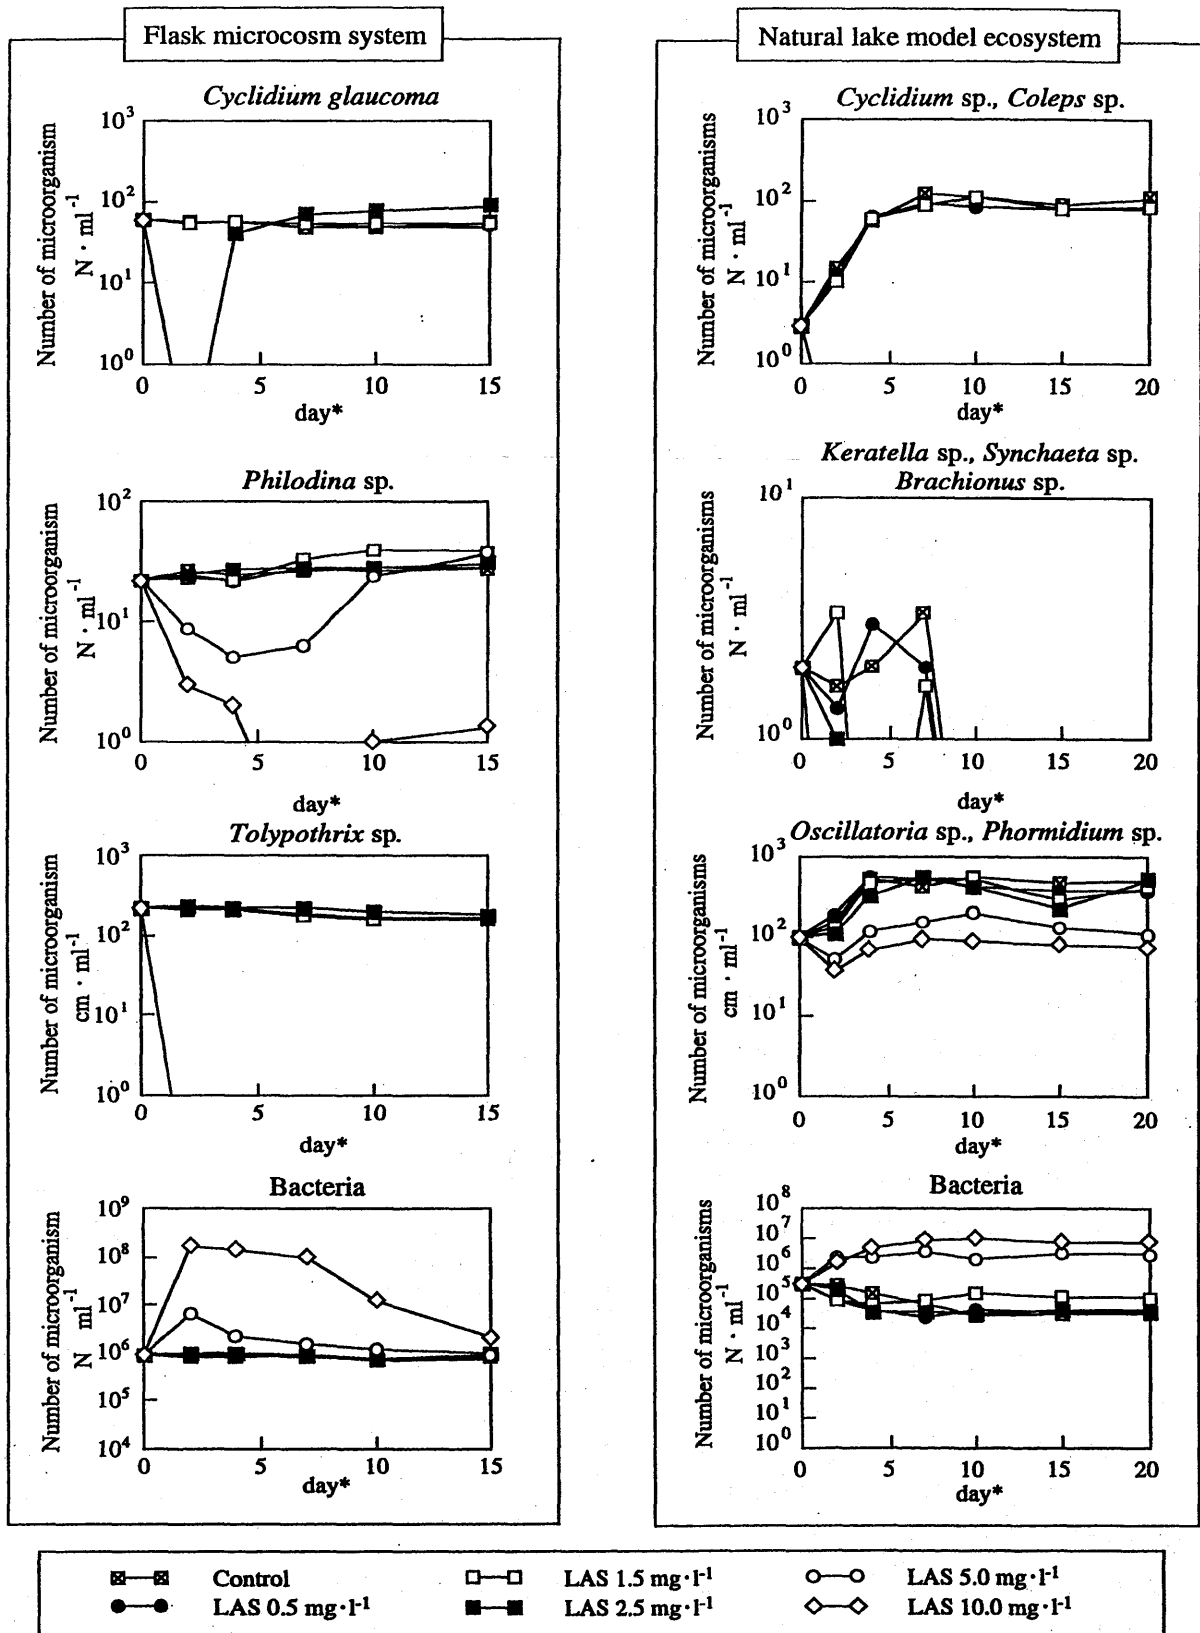 Flask microcosm system
Cyclidium glaucoma
Number of microorganism
N · ml⁻¹
10³
10²
10¹
10⁰
0 5 10 15
day*
Philodina sp.
Number of microorganism
N · ml⁻¹
10²
10¹
10⁰
0 5 10 15
day*
Tolypothrix sp.
Number of microorganism
cm · ml⁻¹
10³
10²
10¹
10⁰
0 5 10 15
day*
Bacteria
Number of microorganism
N ml⁻¹
10⁹
10⁸
10⁷
10⁶
10⁵
10⁴
0 5 10 15
day*
Natural lake model ecosystem
Cyclidium sp., Coleps sp.
Number of microorganisms
N · ml⁻¹
10³
10²
10¹
10⁰
0 5 10 15 20
day*
Keratella sp., Synchaeta sp.
Brachionus sp.
Number of microorganisms
N · ml⁻¹
10¹
10⁰
0 5 10 15 20
day*
Oscillatoria sp., Phormidium sp.
Number of microorganisms
cm · ml⁻¹
10³
10²
10¹
10⁰
0 5 10 15 20
day*
Bacteria
Number of microorganisms
N · ml⁻¹
10⁸
10⁷
10⁶
10⁵
10⁴
10³
10²
10¹
10⁰
0 5 10 15 20
day*
Control
LAS 0.5 mg·l⁻¹
LAS 1.5 mg·l⁻¹
LAS 2.5 mg·l⁻¹
LAS 5.0 mg·l⁻¹
LAS 10.0 mg·l⁻¹